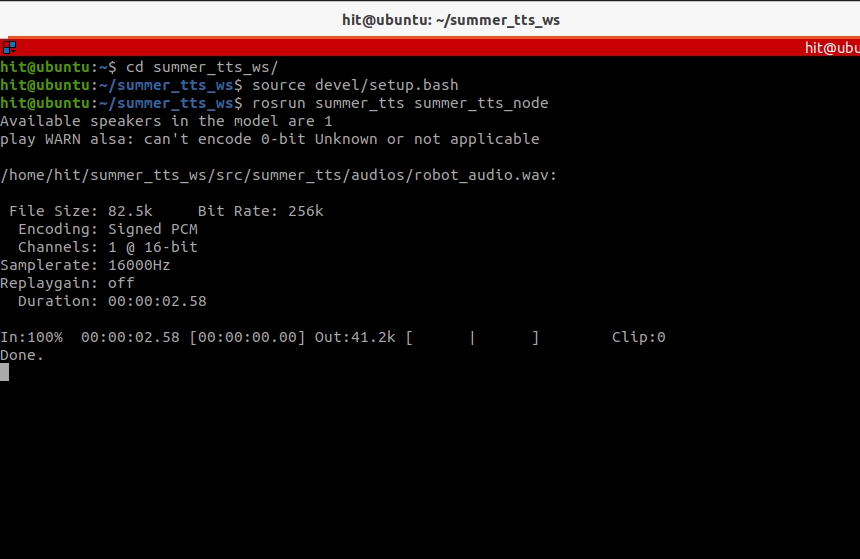 hit@ubuntu: ~/summer_tts_ws
hit@ubu
hit@ubuntu:~$ cd summer_tts_ws/
hit@ubuntu:~/summer_tts_ws$ source devel/setup.bash
hit@ubuntu:~/summer_tts_ws$ rosrun summer_tts summer_tts_node
Available speakers in the model are 1
play WARN alsa: can't encode 0-bit Unknown or not applicable
/home/hit/summer_tts_ws/src/summer_tts/audios/robot_audio.wav:
File Size: 82.5k     Bit Rate: 256k
Encoding: Signed PCM
Channels: 1 @ 16-bit
Samplerate: 16000Hz
Replaygain: off
Duration: 00:00:02.58
In:100%  00:00:02.58 [00:00:00.00] Out:41.2k [      |      ]        Clip:0
Done.